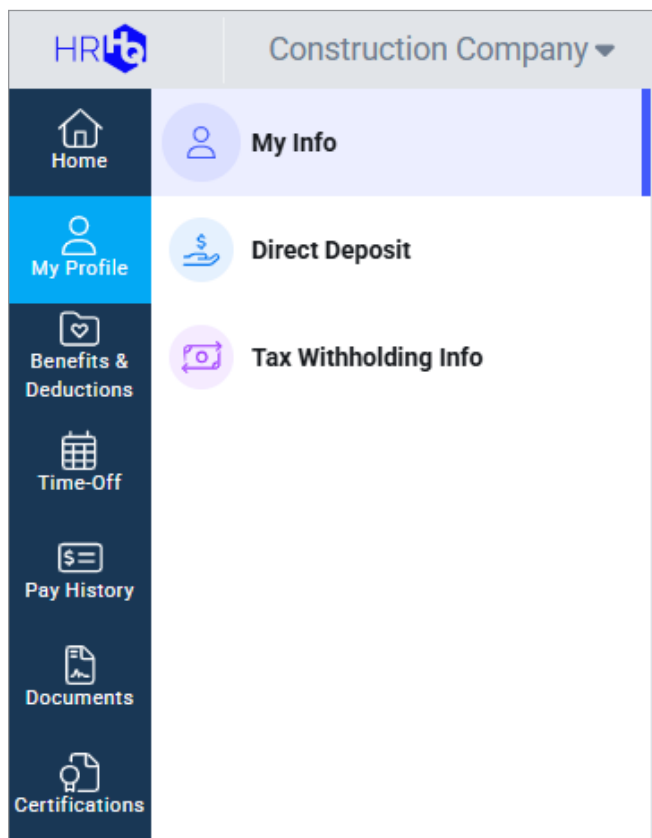 HRHQ
Construction Company
Home
My Info
My Profile
Direct Deposit
Tax Withholding Info
Benefits &
Deductions
Time-Off
Pay History
Documents
Certifications